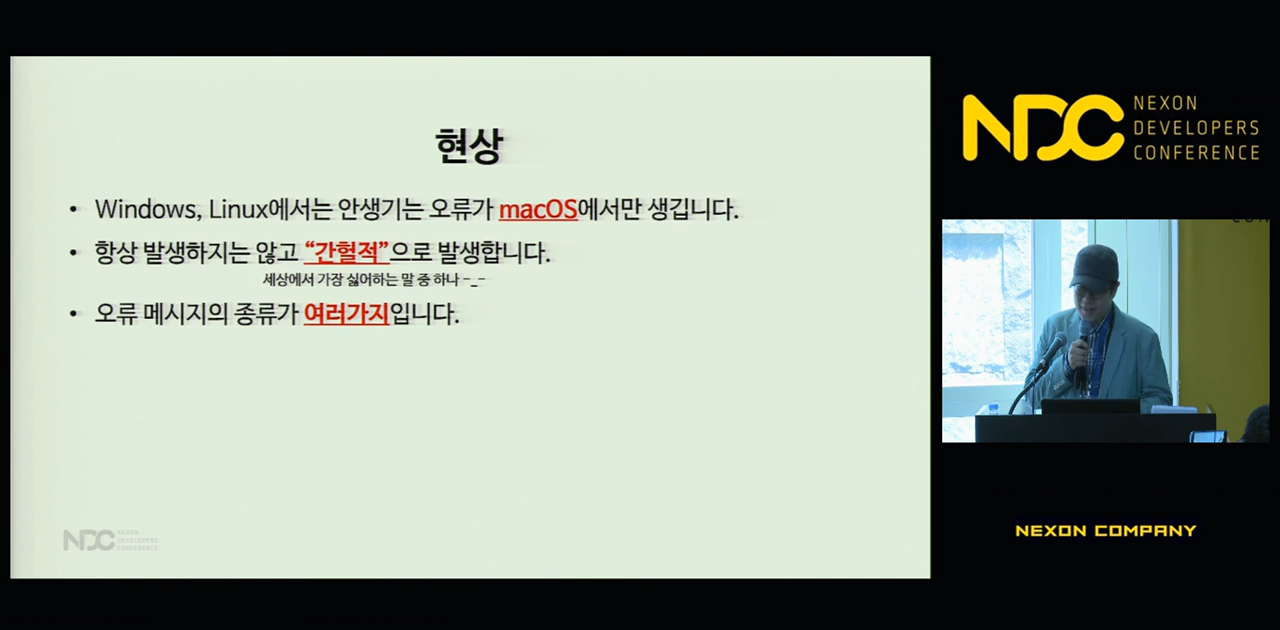 현상
• Windows, Linux에서는 안생기는 오류가 macOS에서만 생깁니다.
• 항상 발생하지는 않고 “간헐적”으로 발생합니다.
세상에서 가장 싫어하는 말 중 하나 -_-
• 오류 메시지의 종류가 여러가지입니다.
NDC NEXON
DEVELOPERS
CONFERENCE
NDC NEXON
DEVELOPERS
CONFERENCE
NEXON COMPANY